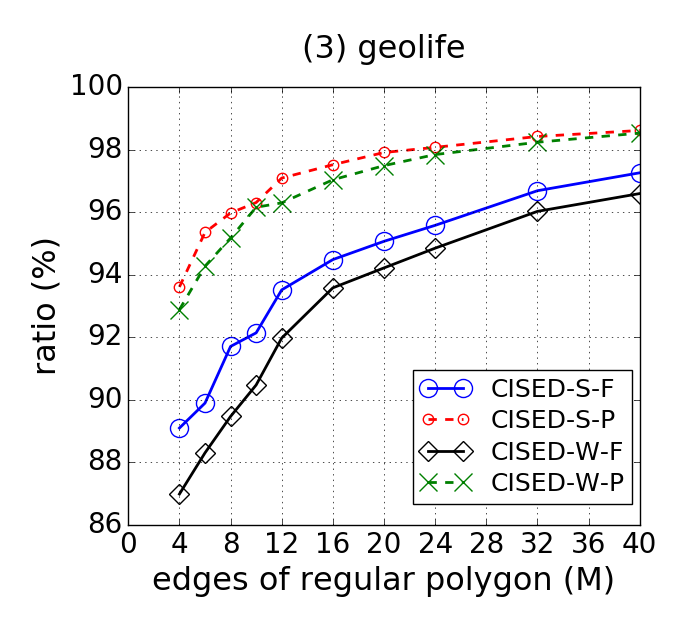 (3) geolife
100
98
96
94
92
90
88
86
ratio (%)
CISED-S-F
CISED-S-P
CISED-W-F
CISED-W-P
0 4 8 12 16 20 24 28 32 36 40
edges of regular polygon (M)